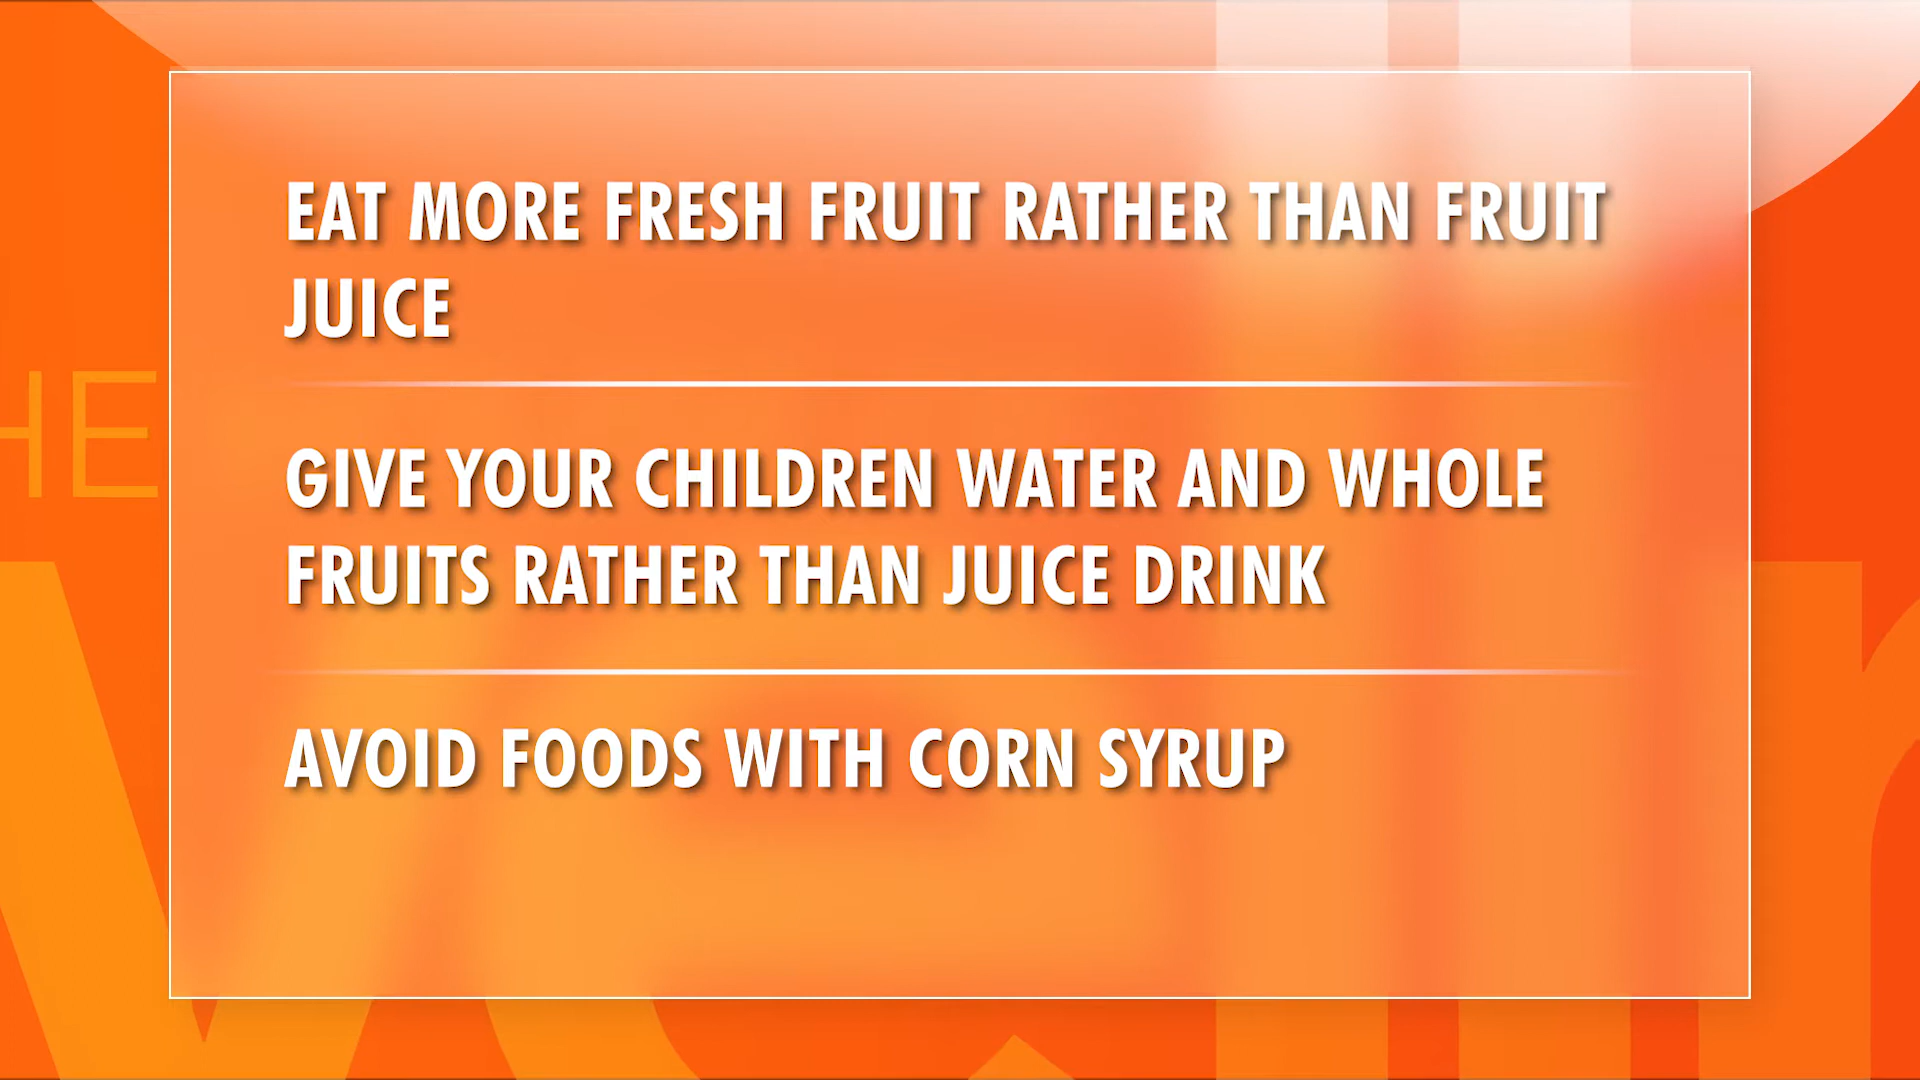 EAT MORE FRESH FRUIT RATHER THAN FRUIT
JUICE
HE
GIVE YOUR CHILDREN WATER AND WHOLE
FRUITS RATHER THAN JUICE DRINK
AVOID FOODS WITH CORN SYRUP